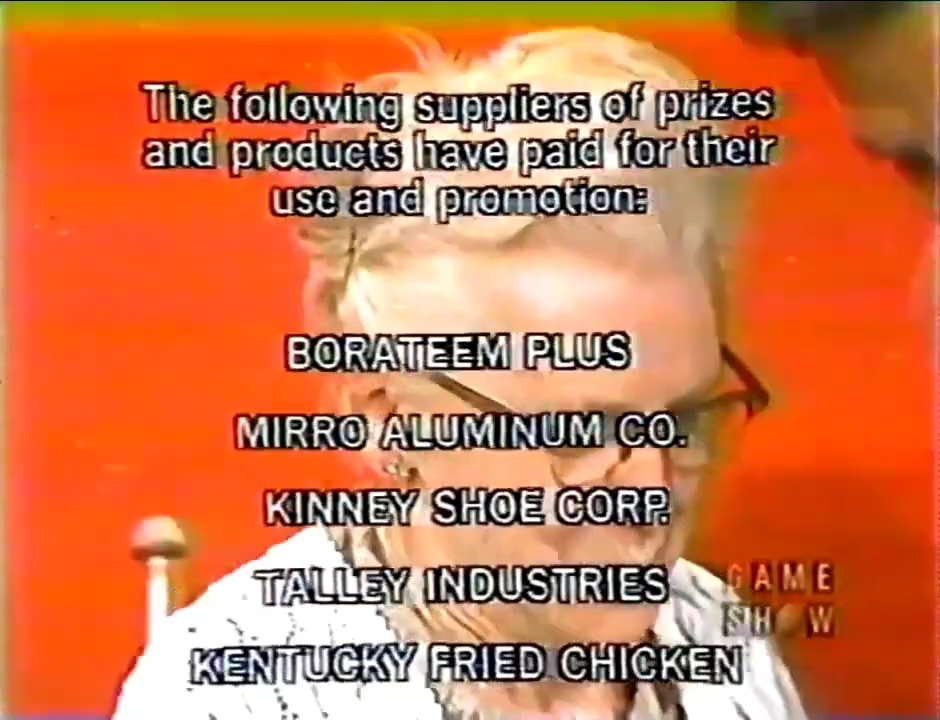 The following suppliers of prizes
and products have paid for their
use and promotion:
BORATEEM PLUS
MIRRO ALUMINUM CO.
KINNEY SHOE CORP.
TALLEY INDUSTRIES
KENTUCKY FRIED CHICKEN
GAME
SHOW